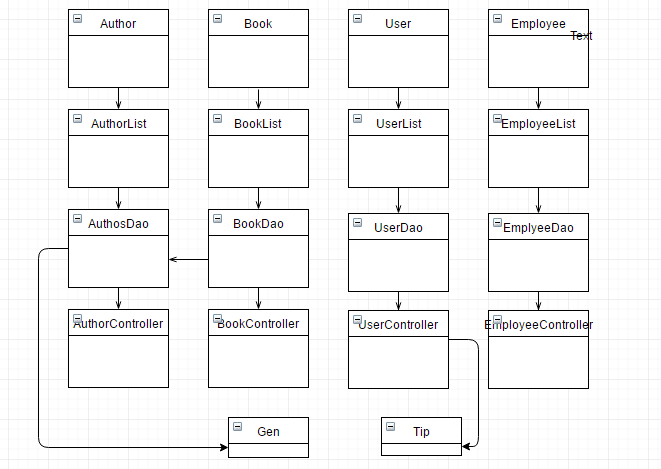 Author
Book
User
Employee
Text
AuthorList
BookList
UserList
EmployeeList
AuthosDao
BookDao
UserDao
EmplyeeDao
AuthorController
BookController
UserController
EmployeeController
Gen
Tip